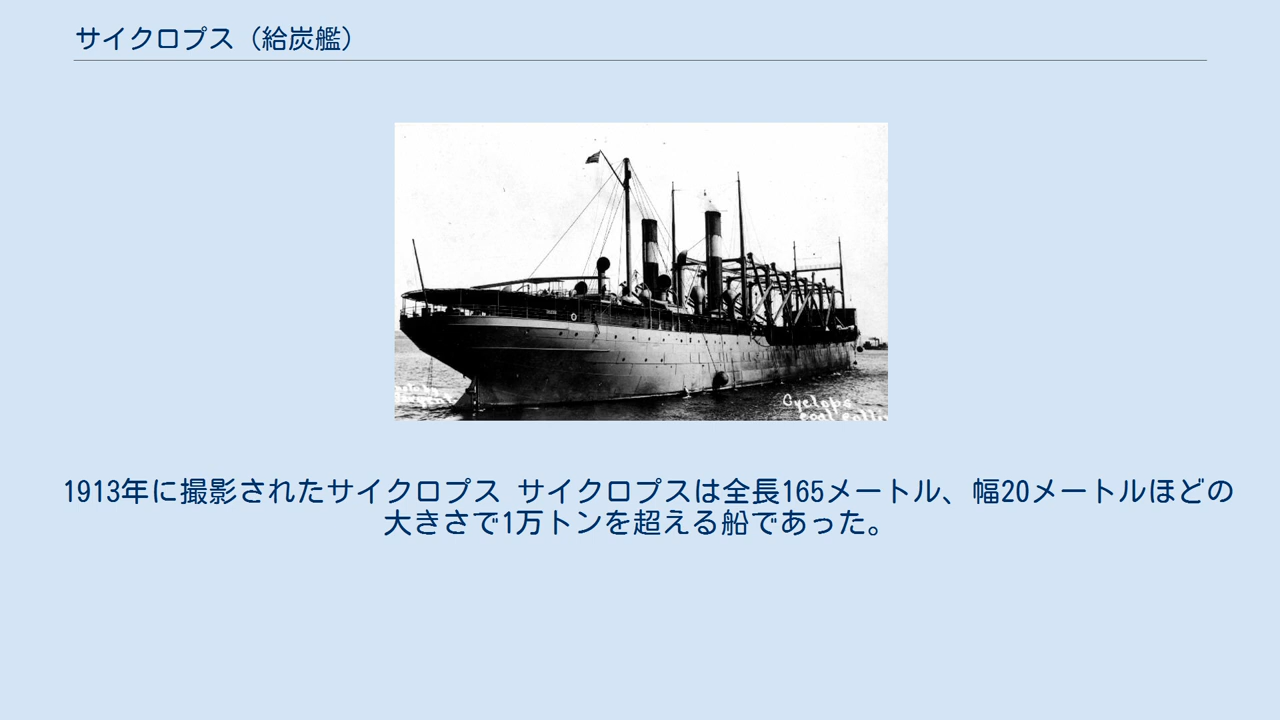 サイクロプス（給炭艦）
Cyclops
1913年に撮影されたサイクロプス サイクロプスは全長165メートル、幅20メートルほどの
大きさで1万トンを超える船であった。